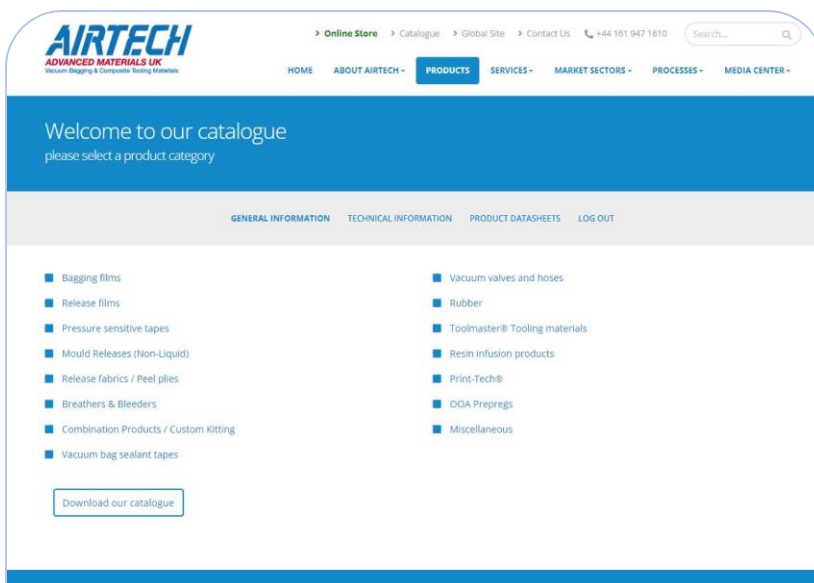 AIRTECH
ADVANCED MATERIALS UK
Vacuum Bagging & Composite Tooling Materials
Online Store Catalogue Global Site Contact Us +44 161 947 1610 Search...
HOME ABOUT AIRTECH PRODUCTS SERVICES MARKET SECTORS PROCESSES MEDIA CENTER
Welcome to our catalogue
please select a product category
GENERAL INFORMATION TECHNICAL INFORMATION PRODUCT DATASHEETS LOG OUT
Bagging films
Release films
Pressure sensitive tapes
Mould Releases (Non-Liquid)
Release fabrics / Peel plies
Breathers & Bleeders
Combination Products / Custom Kitting
Vacuum bag sealant tapes
Vacuum valves and hoses
Rubber
Toolmaster® Tooling materials
Resin infusion products
Print-Tech®
OOA Prepregs
Miscellaneous
Download our catalogue